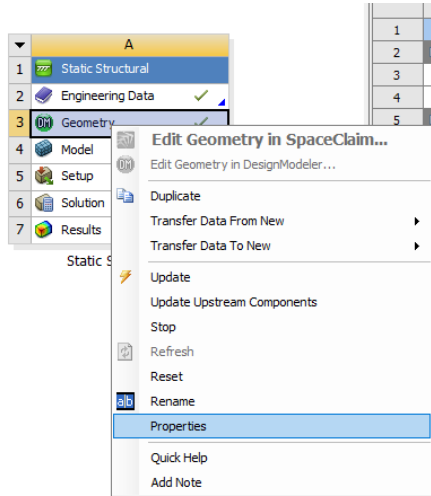 A
1 Static Structural
2 Engineering Data
3 DM Geometry
4 Model
5 Setup
6 Solution
7 Results
Static S
1
2
3
4
5
Edit Geometry in SpaceClaim...
DM Edit Geometry in DesignModeler...
Duplicate
Transfer Data From New
Transfer Data To New
Update
Update Upstream Components
Stop
Refresh
Reset
a|b Rename
Properties
Quick Help
Add Note